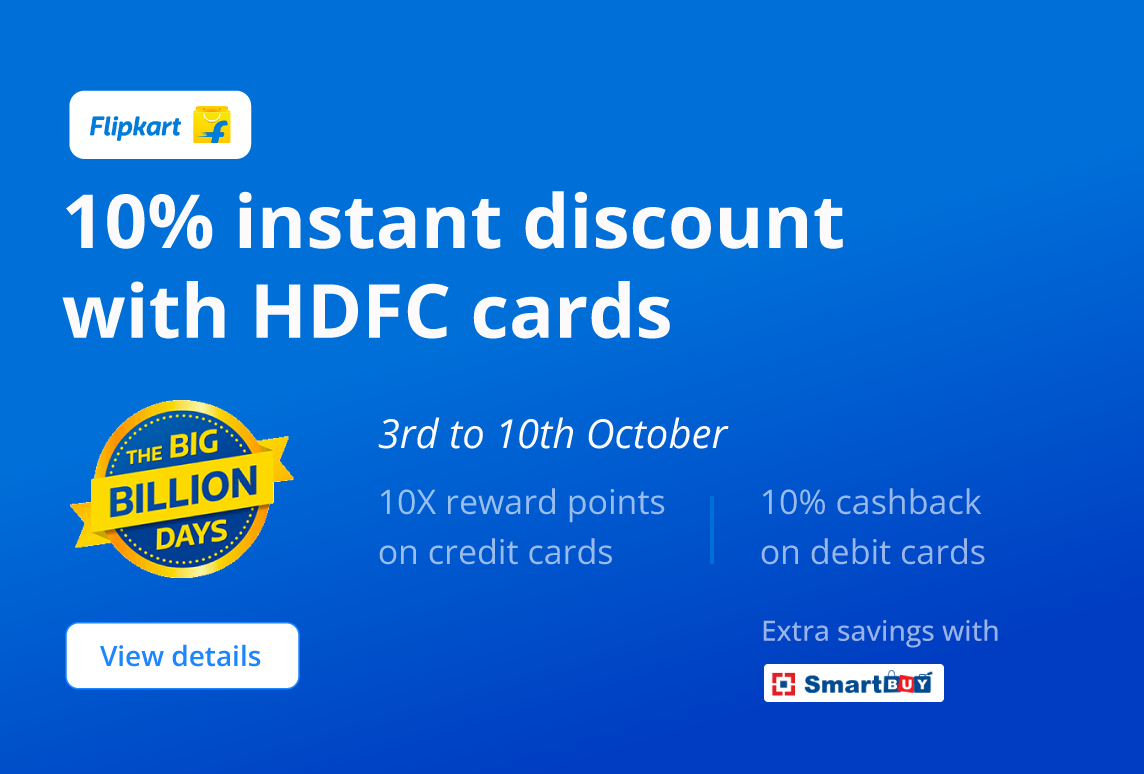 Flipkart
10% instant discount
with HDFC cards
THE BIG
BILLION
DAYS
3rd to 10th October
10X reward points
on credit cards
10% cashback
on debit cards
View details
Extra savings with
SmartBUY